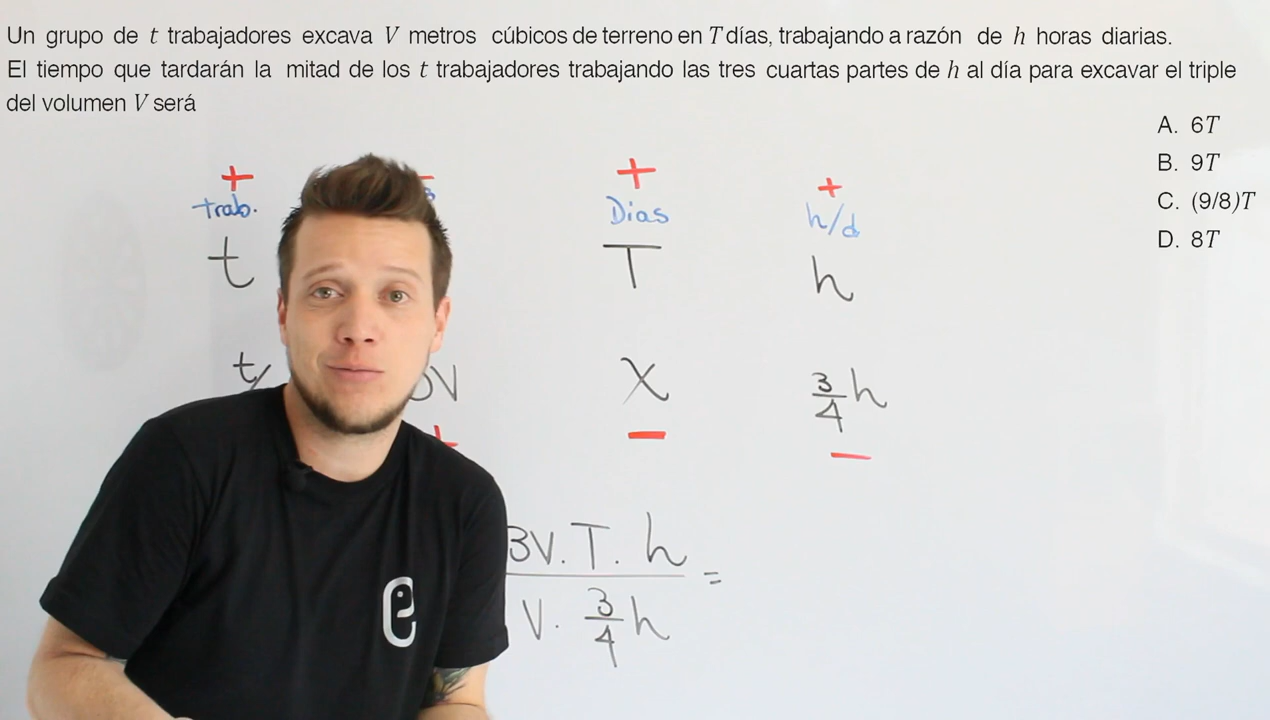 Un grupo de t trabajadores excava V metros cúbicos de terreno en T días, trabajando a razón de h horas diarias.
El tiempo que tardarán la mitad de los t trabajadores trabajando las tres cuartas partes de h al día para excavar el triple
del volumen V será
A. 6T
B. 9T
C. (9/8)T
D. 8T
+ - + +
Trab. Dias h/d
t T h
t/ V X 3/4 h
+ - -
3V. T. h
=
V. 3/4 h
e